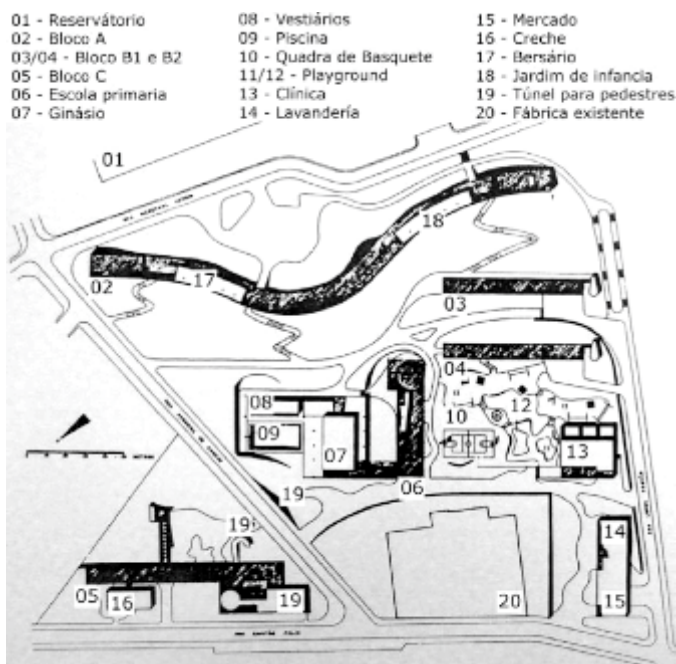 01 - Reservátorio
02 - Bloco A
03/04 - Bloco B1 e B2
05 - Bloco C
06 - Escola primaria
07 - Ginásio
08 - Vestiários
09 - Piscina
10 - Quadra de Basquete
11/12 - Playground
13 - Clínica
14 - Lavandería
15 - Mercado
16 - Creche
17 - Bersário
18 - Jardim de infancia
19 - Túnel para pedestres
20 - Fábrica existente
01
18
17
02
03
04
08
10
12
09
07
13
19
06
19
14
05
16
19
20
15